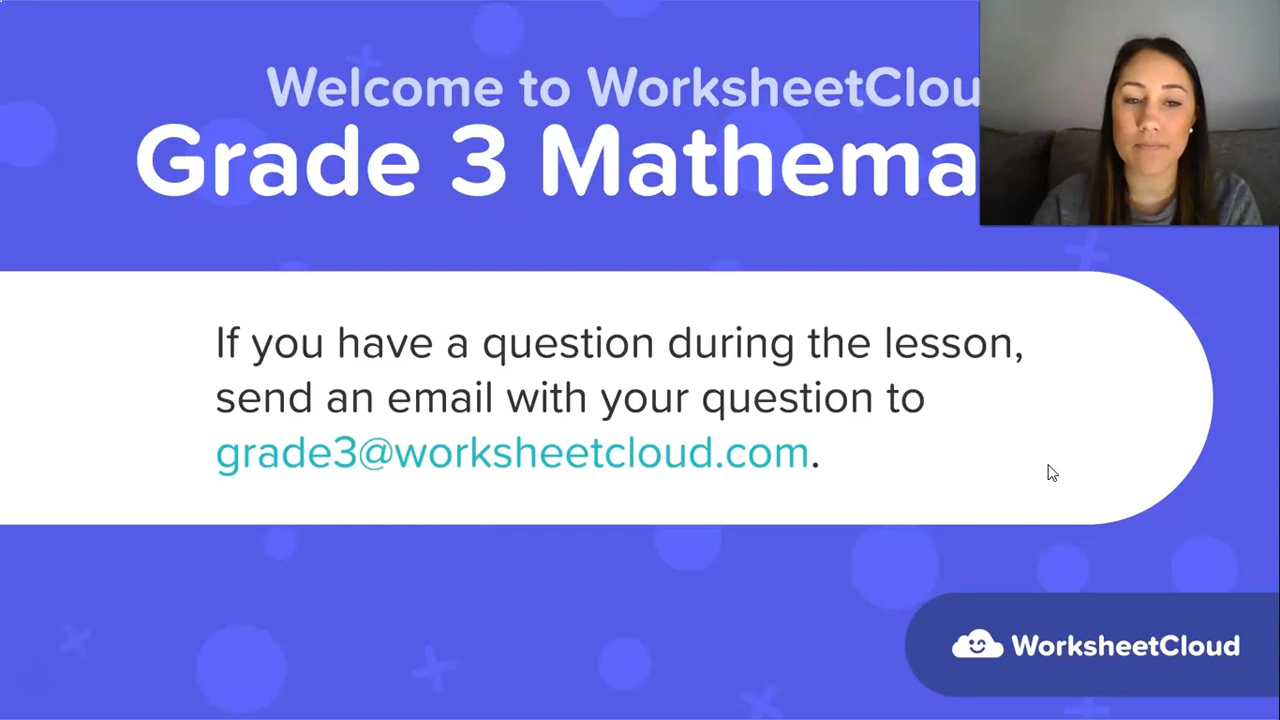 Welcome to WorksheetClou
Grade 3 Mathema
If you have a question during the lesson,
send an email with your question to
grade3@worksheetcloud.com.
WorksheetCloud